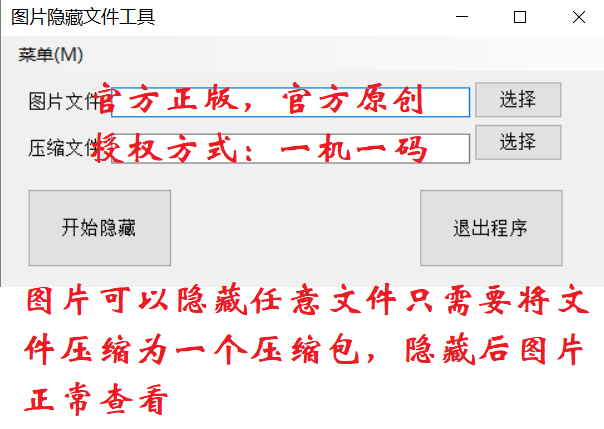 图片隐藏文件工具
菜单(M)
图片文件
官方正版，官方原创
选择
压缩文件
授权方式：一机一码
选择
开始隐藏
退出程序
图片可以隐藏任意文件只需要将文
件压缩为一个压缩包，隐藏后图片
正常查看